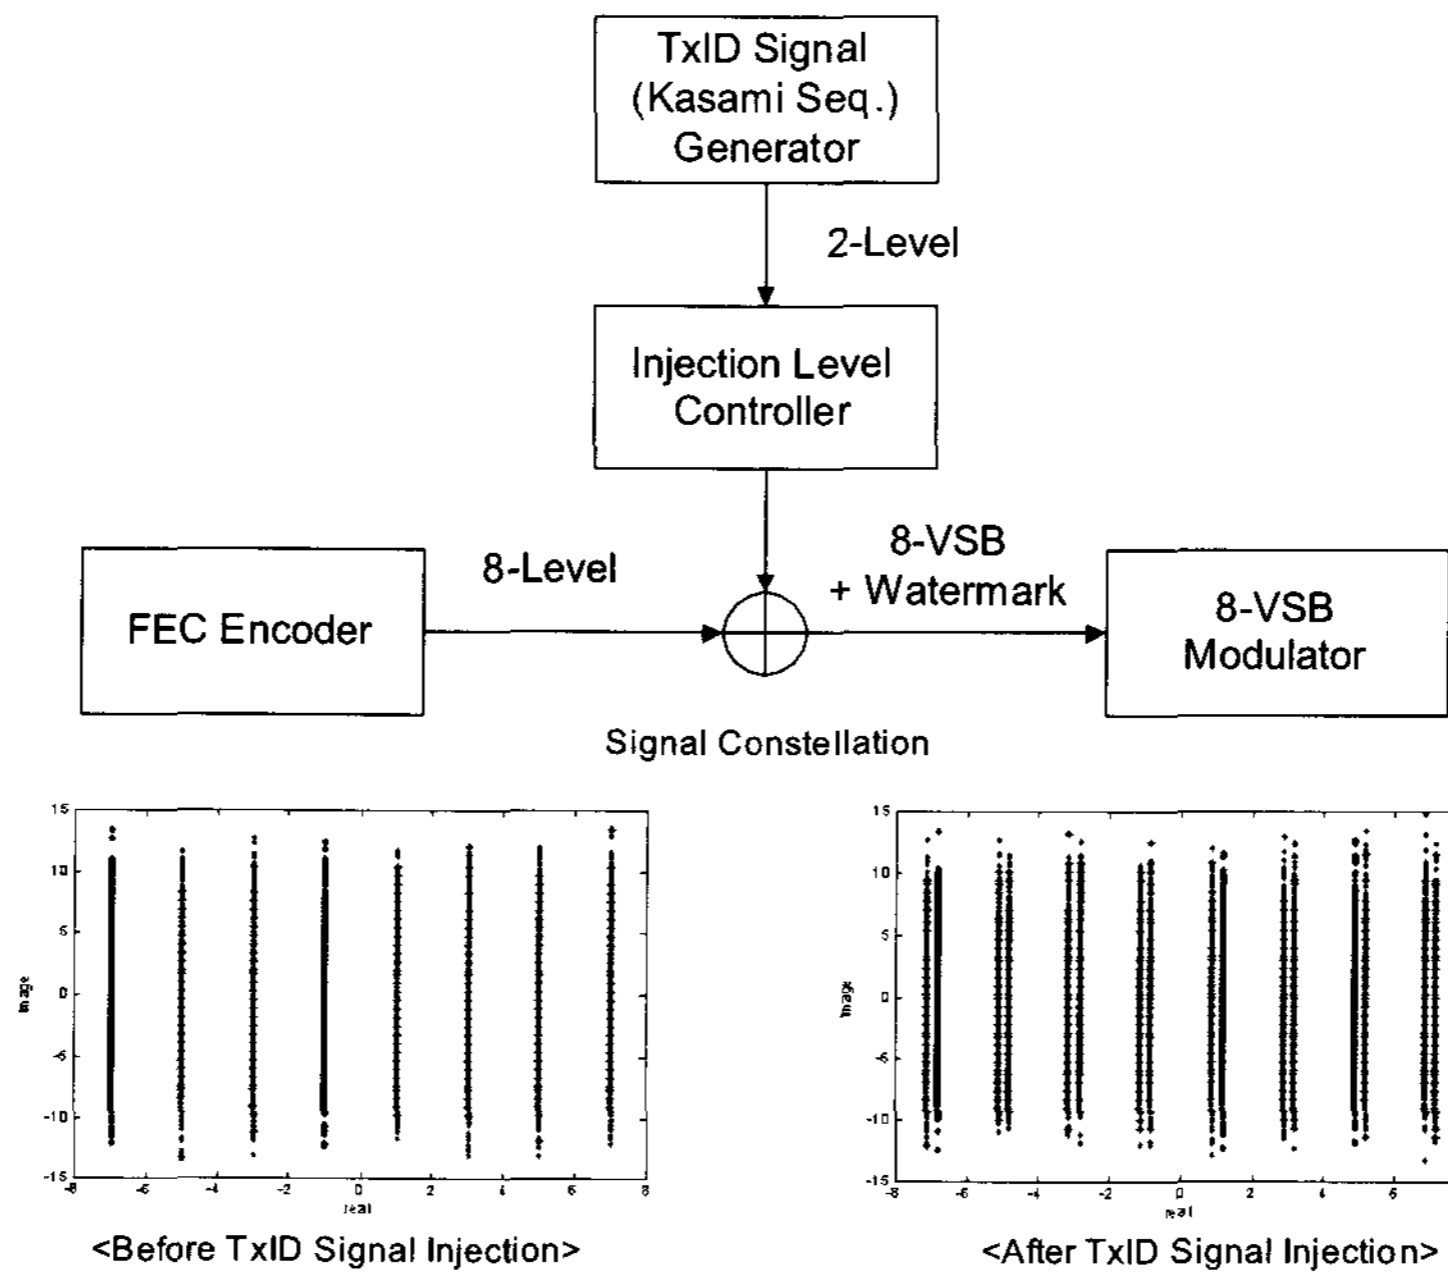 TxID Signal
(Kasami Seq.)
Generator
2-Level
Injection Level
Controller
FEC Encoder
8-Level
8-VSB
+ Watermark
8-VSB
Modulator
Signal Constellation
15
10
5
0
-5
-10
-15
image
-8
-6
-4
-2
0
2
4
6
8
real
<Before TxID Signal Injection>
15
10
5
0
-5
-10
-15
image
-8
-6
-4
-2
0
2
4
6
real
<After TxID Signal Injection>